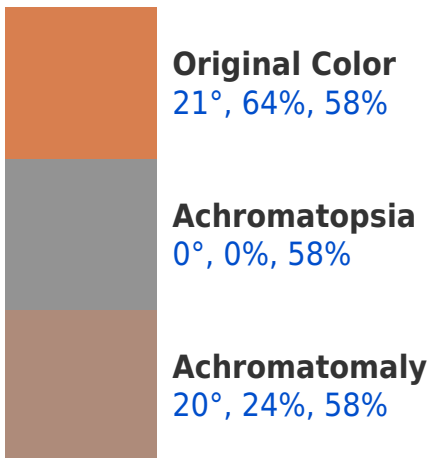 Original Color
21°, 64%, 58%
Achromatopsia
0°, 0%, 58%
Achromatomaly
20°, 24%, 58%